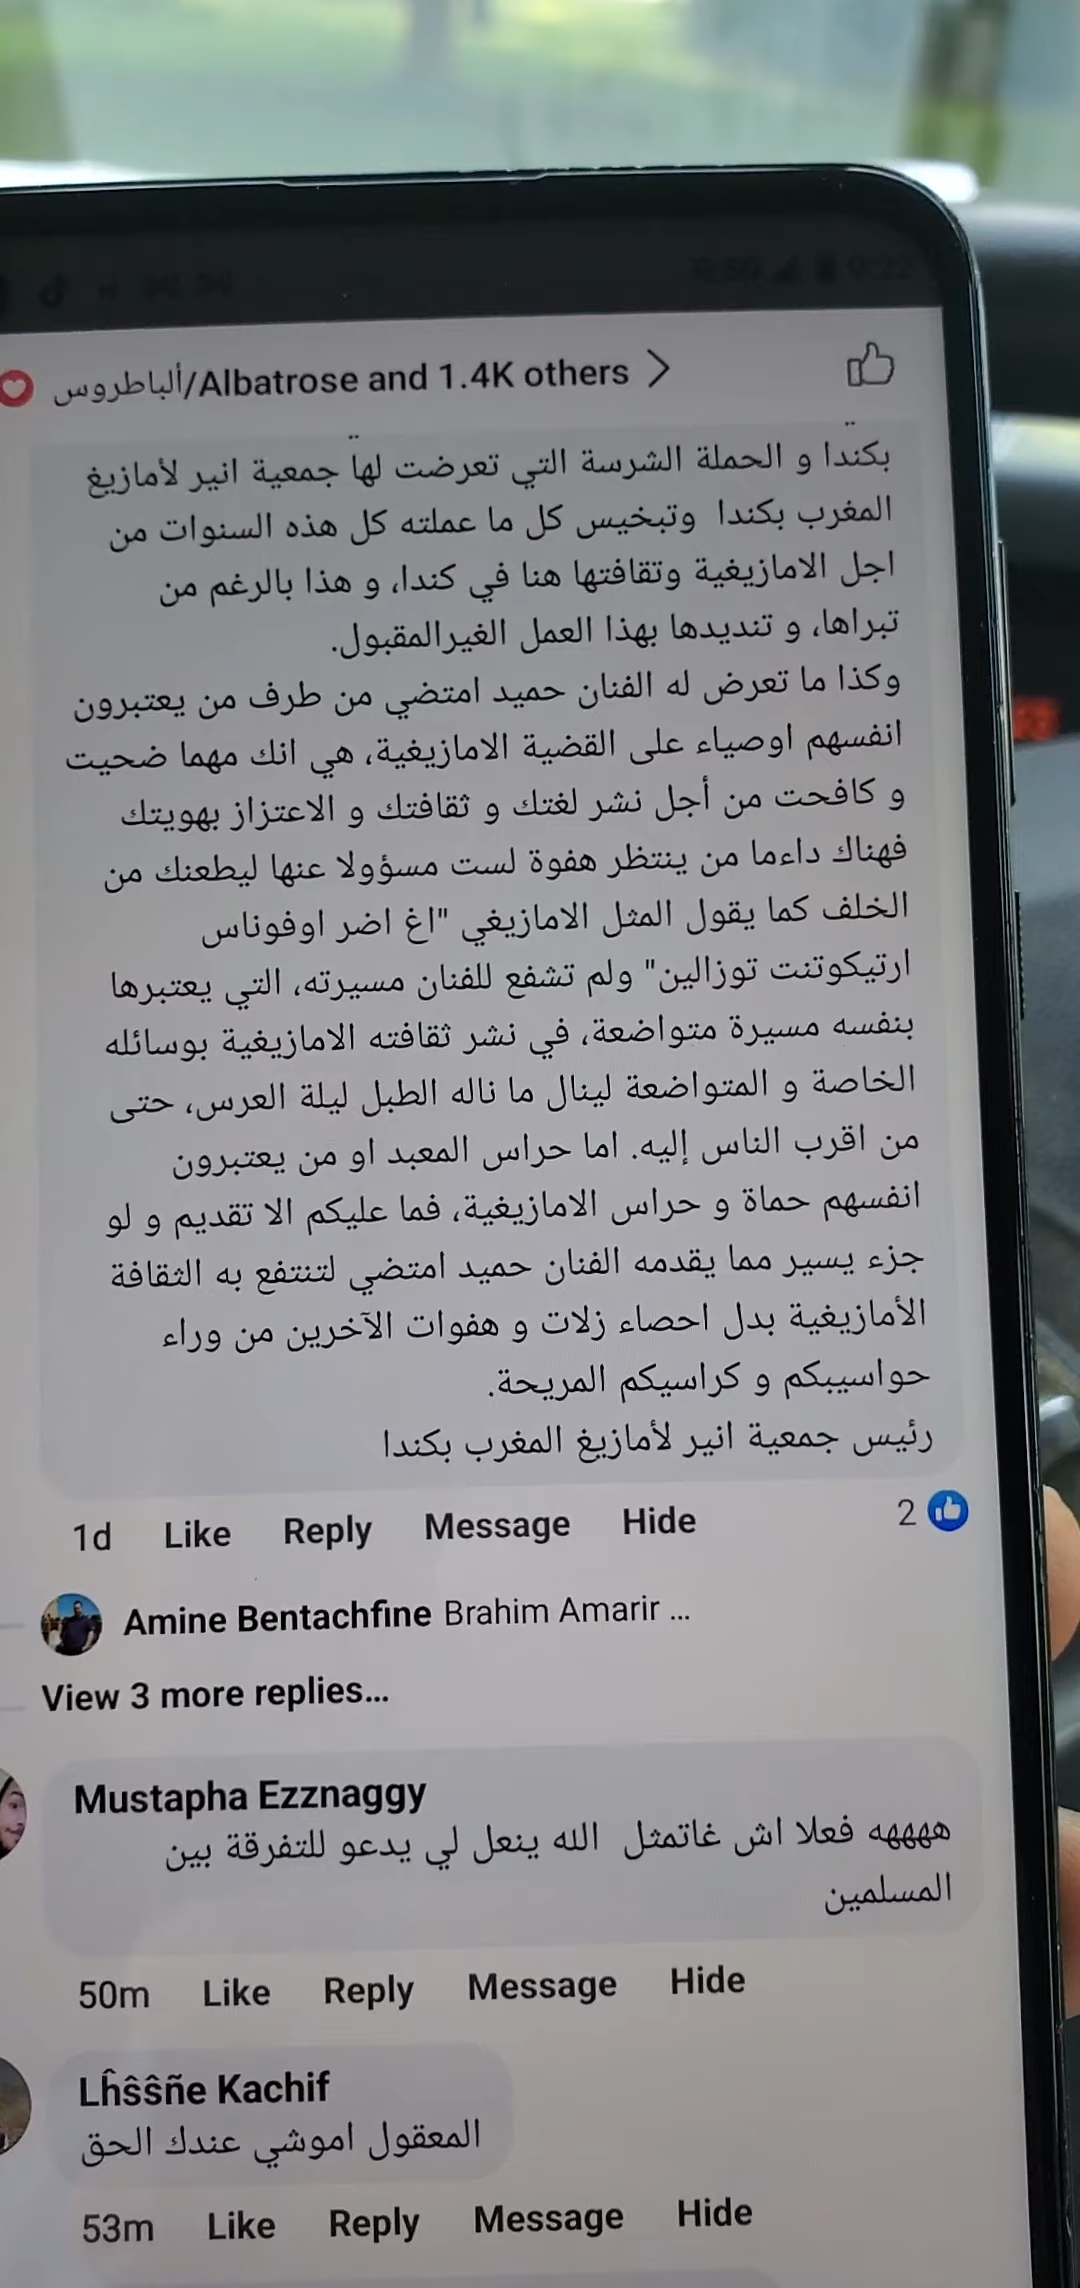 ألباطروس/Albatrose and 1.4K others
بكندا و الحملة الشرسة التي تعرضت لها جمعية انير لأمازيغ
المغرب بكندا وتبخيس كل ما عملته كل هذه السنوات من
اجل الامازيغية وتقافتها هنا في كندا، و هذا بالرغم من
تبراها، و تنديدها بهذا العمل الغيرالمقبول.
وكذا ما تعرض له الفنان حميد امتضي من طرف من يعتبرون
انفسهم اوصياء على القضية الامازيغية، هي انك مهما ضحيت
و كافحت من أجل نشر لغتك و ثقافتك و الاعتزاز بهويتك
فهناك داءما من ينتظر هفوة لست مسؤولا عنها ليطعنك من
الخلف كما يقول المثل الامازيغي "اغ اضر اوفوناس
ارتيكوتنت توزالين" ولم تشفع للفنان مسيرته، التي يعتبرها
بنفسه مسيرة متواضعة، في نشر ثقافته الامازيغية بوسائله
الخاصة و المتواضعة لينال ما ناله الطبل ليلة العرس، حتى
من اقرب الناس إليه. اما حراس المعبد او من يعتبرون
انفسهم حماة و حراس الامازيغية، فما عليكم الا تقديم و لو
جزء يسير مما يقدمه الفنان حميد امتضي لتنتفع به الثقافة
الأمازيغية بدل احصاء زلات و هفوات الآخرين من وراء
حواسيبكم و كراسيكم المريحة.
رئيس جمعية انير لأمازيغ المغرب بكندا
1d Like Reply Message Hide 2
Amine Bentachfine Brahim Amarir ...
View 3 more replies...
Mustapha Ezznaggy
ههههه فعلا اش غاتمثل الله ينعل لي يدعو للتفرقة بين
المسلمين
50m Like Reply Message Hide
Lĥŝŝñe Kachif
المعقول اموشي عندك الحق
53m Like Reply Message Hide